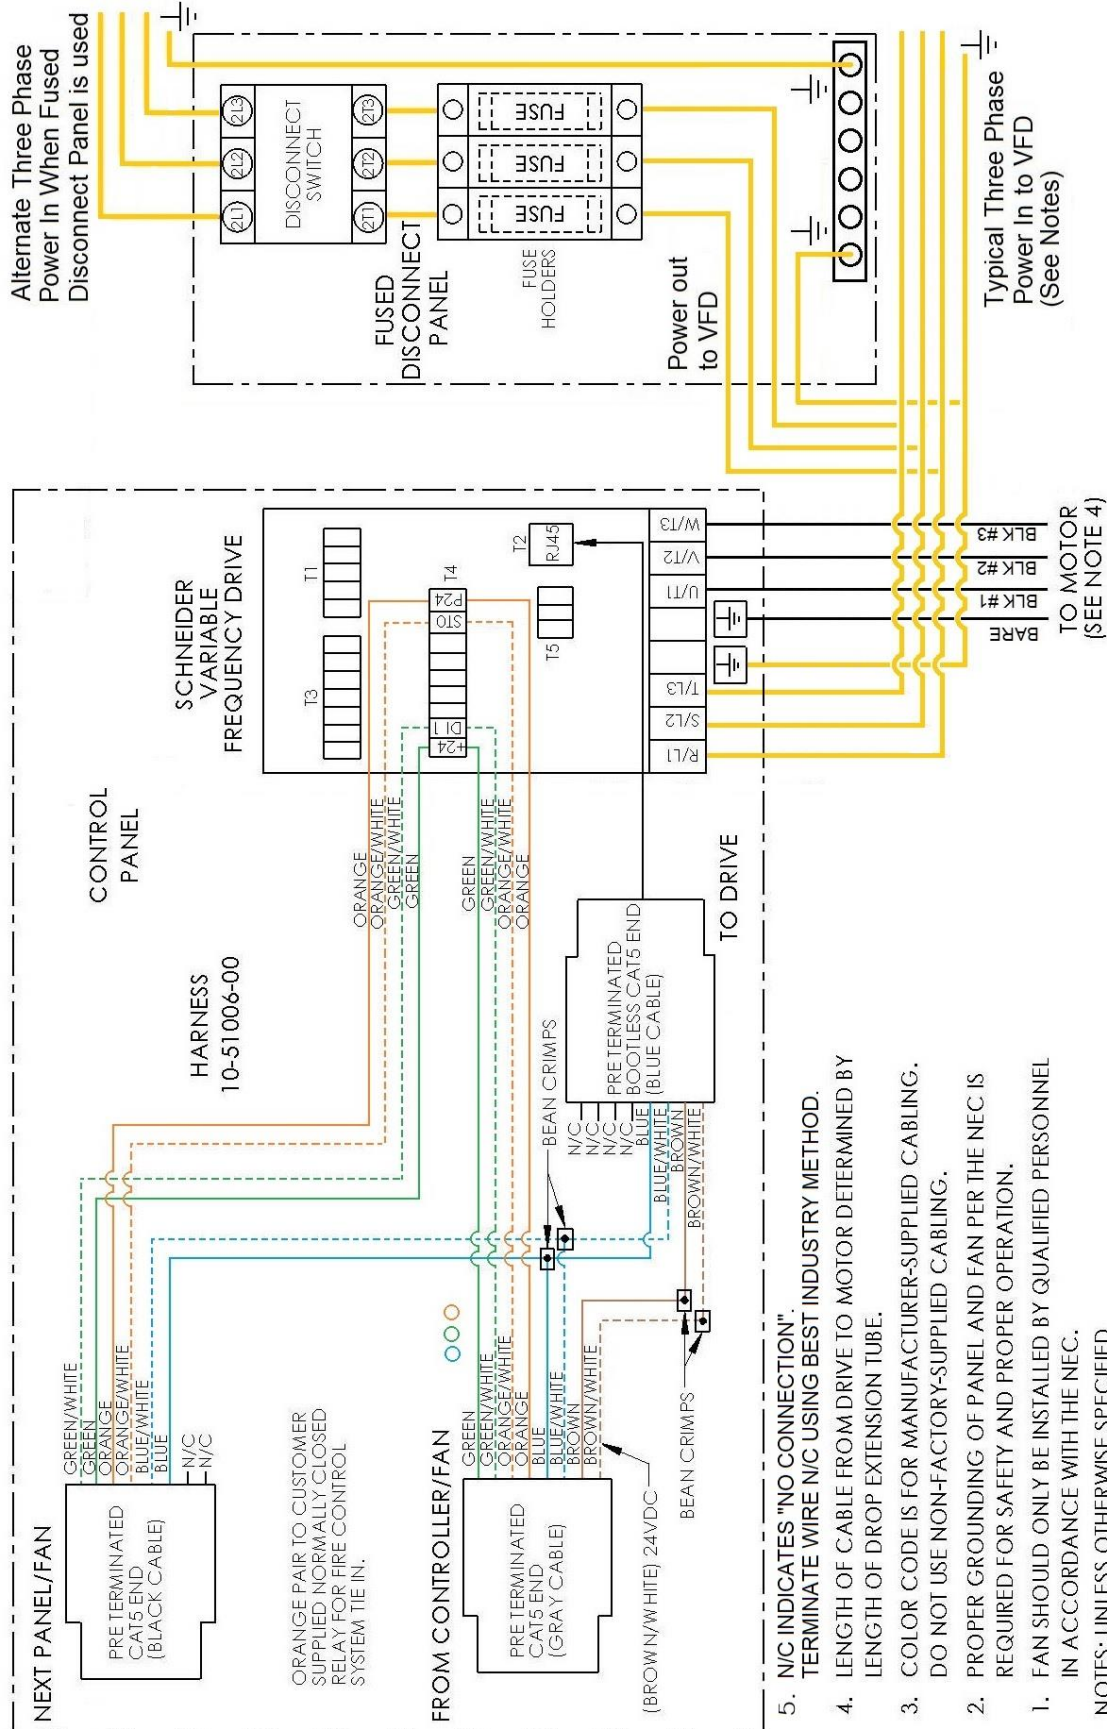 NEXT PANEL/FAN
PRETERMINATED
CAT5 END
(BLACK CABLE)
GREEN/WHITE
GREEN
ORANGE
ORANGE/WHITE
BLUE/WHITE
BLUE
N/C
N/C
ORANGE PAIR TO CUSTOMER
SUPPLIED NORMALLY CLOSED
RELAY FOR FIRE CONTROL
SYSTEM TIE IN.
FROM CONTROLLER/FAN
PRETERMINATED
CAT5 END
(GRAY CABLE)
GREEN
GREEN/WHITE
ORANGE/WHITE
ORANGE
BLUE
BLUE/WHITE
BROWN
BROWN/WHITE
(BROWN/WHITE) 24VDC
BEAN CRIMPS
HARNESS
10-51006-00
BEAN CRIMPS
N/C
N/C
N/C
N/C
BLUE
BLUE/WHITE
BROWN
BROWN/WHITE
PRETERMINATED
BOOTLESS CAT5 END
(BLUE CABLE)
TO DRIVE
CONTROL
PANEL
ORANGE
ORANGE/WHITE
GREEN/WHITE
GREEN
GREEN
GREEN/WHITE
ORANGE/WHITE
ORANGE
SCHNEIDER
VARIABLE
FREQUENCY DRIVE
T3
T1
+24
DI1
STO
P24
T4
T5
T2
RJ45
R/L1
S/L2
T/L3
U/T1
V/T2
W/T3
BARE
BLK #1
BLK #2
BLK #3
TO MOTOR
(SEE NOTE 4)
Alternate Three Phase
Power In When Fused
Disconnect Panel is used
2L1
2L2
2L3
DISCONNECT
SWITCH
2T1
2T2
2T3
FUSED
DISCONNECT
PANEL
FUSE
FUSE
FUSE
FUSE
HOLDERS
Power out
to VFD
Typical Three Phase
Power In to VFD
(See Notes)
5. N/C INDICATES "NO CONNECTION".
TERMINATE WIRE N/C USING BEST INDUSTRY METHOD.
4. LENGTH OF CABLE FROM DRIVE TO MOTOR DETERMINED BY
LENGTH OF DROP EXTENSION TUBE.
3. COLOR CODE IS FOR MANUFACTURER-SUPPLIED CABLING.
DO NOT USE NON-FACTORY-SUPPLIED CABLING.
2. PROPER GROUNDING OF PANEL AND FAN PER THE NEC IS
REQUIRED FOR SAFETY AND PROPER OPERATION.
1. FAN SHOULD ONLY BE INSTALLED BY QUALIFIED PERSONNEL
IN ACCORDANCE WITH THE NEC.
NOTES: UNLESS OTHERWISE SPECIFIED